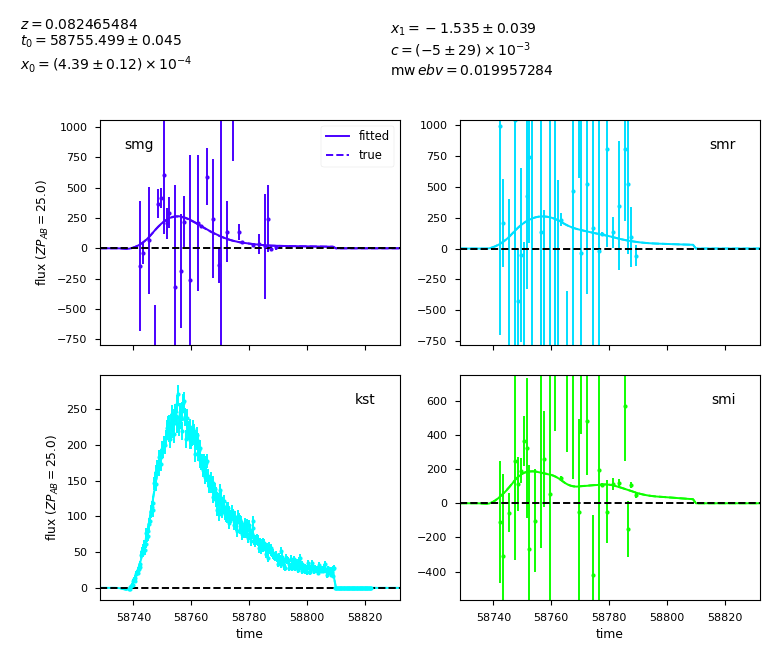 z = 0.082465484
t₀ = 58755.499 ± 0.045
x₀ = (4.39 ± 0.12) × 10⁻⁴
x₁ = −1.535 ± 0.039
c = (−5 ± 29) × 10⁻³
mw ebv = 0.019957284
smg
fitted
true
1000
750
500
250
0
−250
−500
−750
flux (ZP_AB = 25.0)
smr
1000
750
500
250
0
−250
−500
−750
kst
250
200
150
100
50
0
flux (ZP_AB = 25.0)
58740 58760 58780 58800 58820
time
smi
600
400
200
0
−200
−400
58740 58760 58780 58800 58820
time